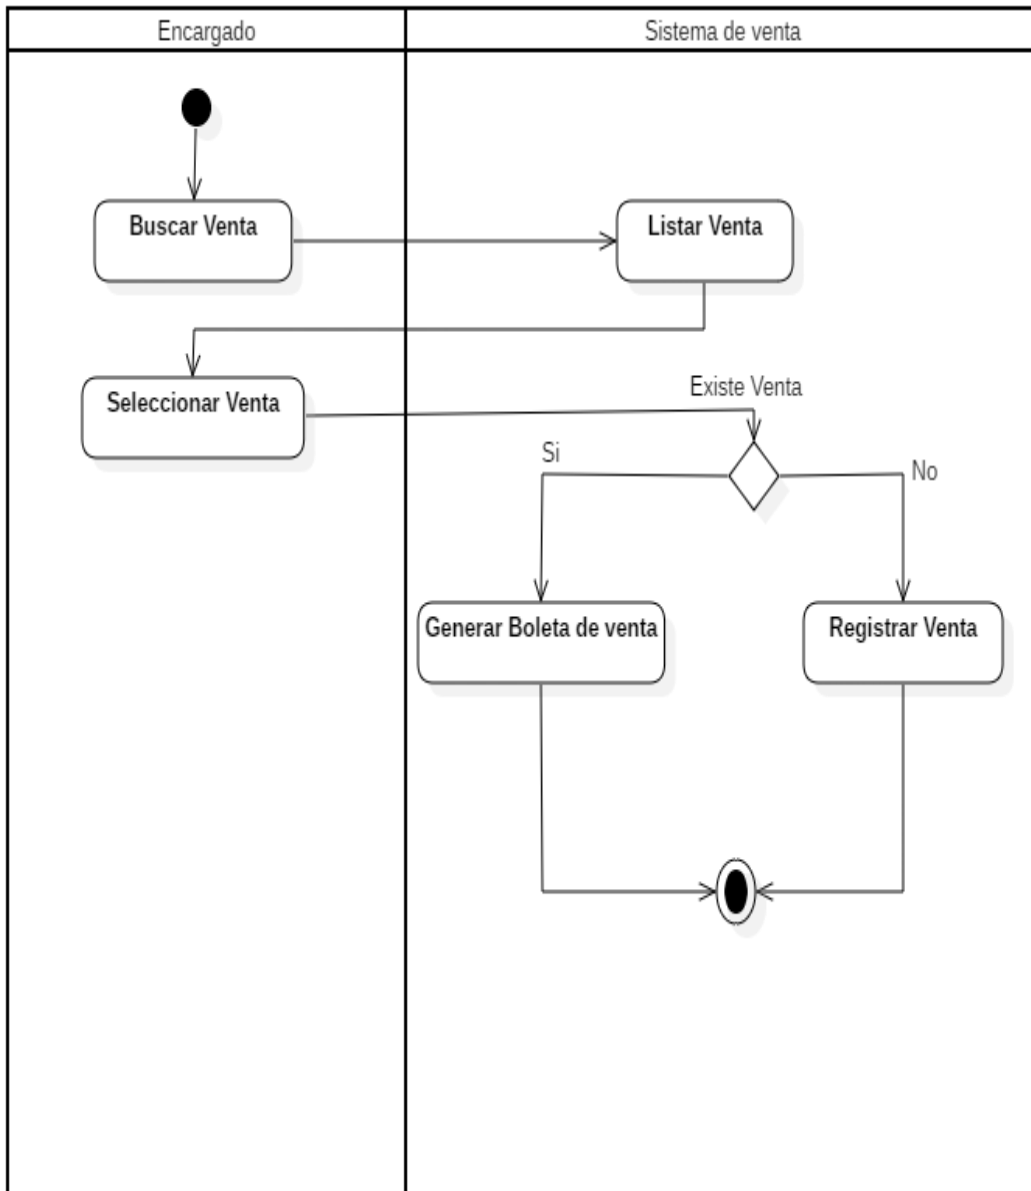 Encargado
Sistema de venta
Buscar Venta
Listar Venta
Seleccionar Venta
Existe Venta
Si
No
Generar Boleta de venta
Registrar Venta